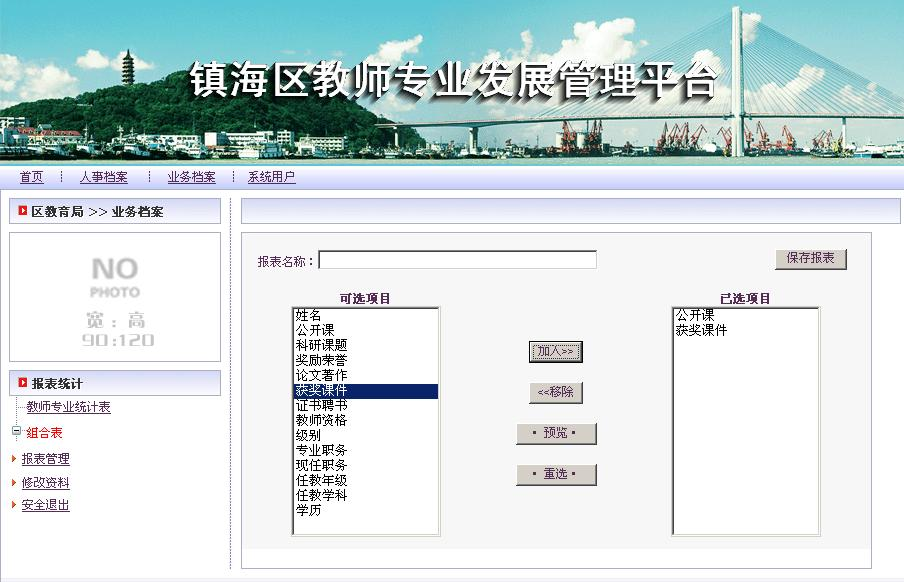 镇海区教师专业发展管理平台
首页 人事档案 业务档案 系统用户
区教育局 >> 业务档案
NO
PHOTO
宽：高
90:120
报表统计
教师专业统计表
组合表
报表管理
修改资料
安全退出
报表名称： 保存报表
可选项目
姓名
公开课
科研课题
奖励荣誉
论文著作
获奖课件
证书聘书
教师资格
级别
专业职务
现任职务
任教年级
任教学科
学历
加入>>
<<移除
·预览·
·重选·
已选项目
公开课
获奖课件